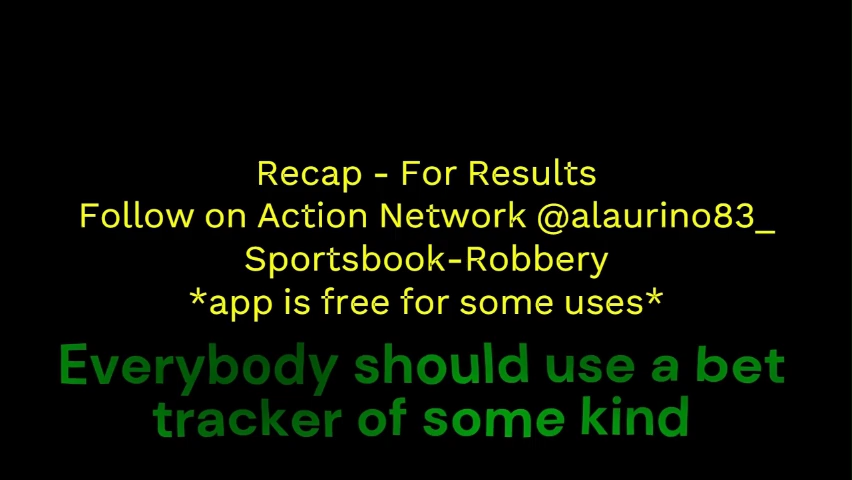 Recap - For Results
Follow on Action Network @alaurino83_
Sportsbook-Robbery
*app is free for some uses*
Everybody should use a bet
tracker of some kind